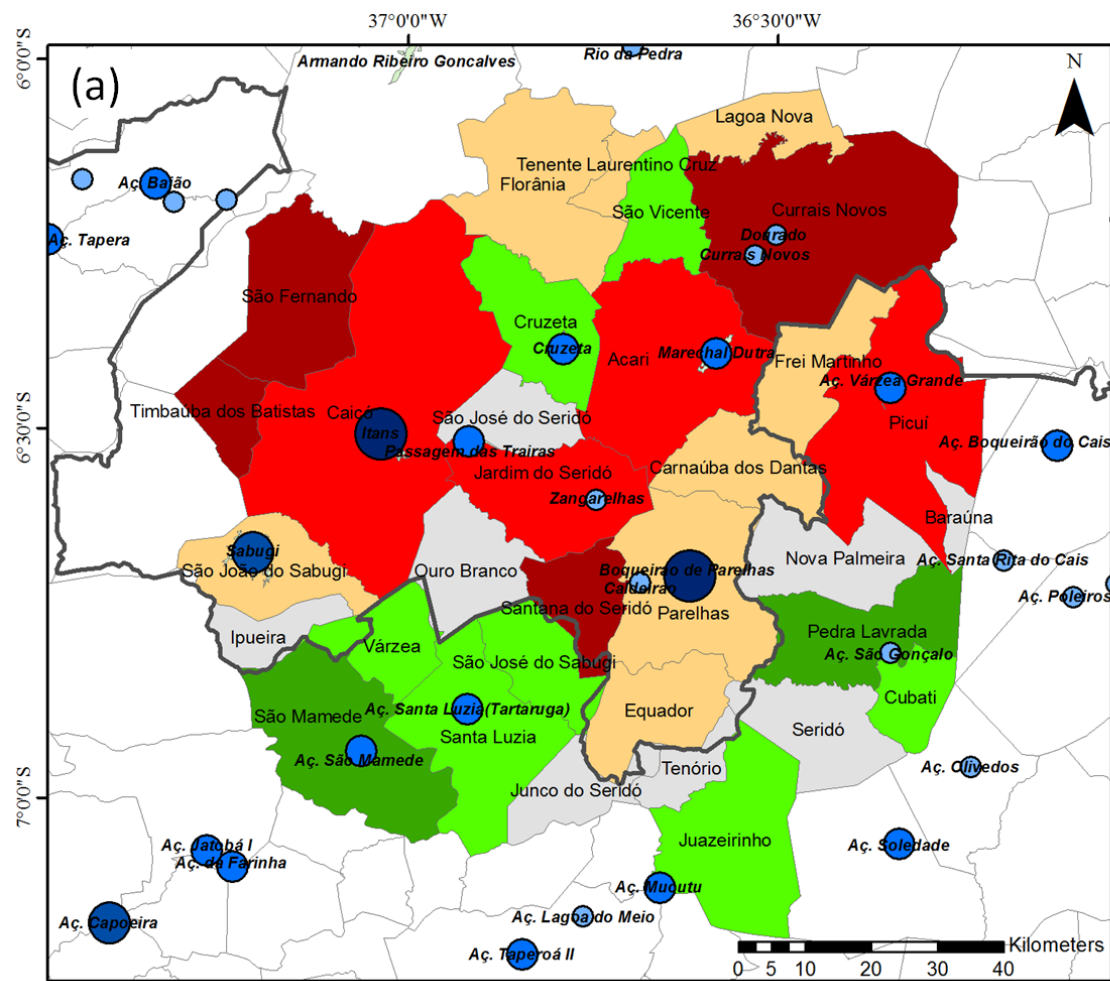 37°0'0"W
36°30'0"W
6°0'0"S
(a)
Armando Ribeiro Goncalves
Rio da Pedra
N
Lagoa Nova
Tenente Laurentino Cruz
Florânia
Aç. Baião
São Vicente
Currais Novos
Aç. Tapera
Dourado
Currais Novos
São Fernando
Cruzeta
Cruzeta
Acari
Marechal Dutra
Frei Martinho
Aç. Várzea Grande
Timbauba dos Batistas
Caicó
São José do Seridó
Picuí
6°30'0"S
Itans
Passagem das Trairas
Aç. Boqueirão do Cais
Jardim do Seridó
Carnaúba dos Dantas
Zangarelhas
Baraúna
Sabugi
São João do Sabugi
Ouro Branco
Boqueirão de Parelhas
Caldeirão
Nova Palmeira
Aç. Santa Rita do Cais
Santana do Seridó
Parelhas
Aç. Poleiros
Ipueira
Várzea
Pedra Lavrada
São José do Sabugi
Aç. São Gonçalo
Cubati
São Mamede
Aç. Santa Luzia(Tartaruga)
Equador
Santa Luzia
Seridó
Aç. São Mamede
Tenório
Aç. Olivedos
7°0'0"S
Junco do Seridó
Juazeirinho
Aç. Jatobá I
Aç. da Farinha
Aç. Soledade
Aç. Mucutu
Aç. Capoeira
Aç. Lagoa do Meio
Aç. Taperoá II
Kilometers
0 5 10 20 30 40